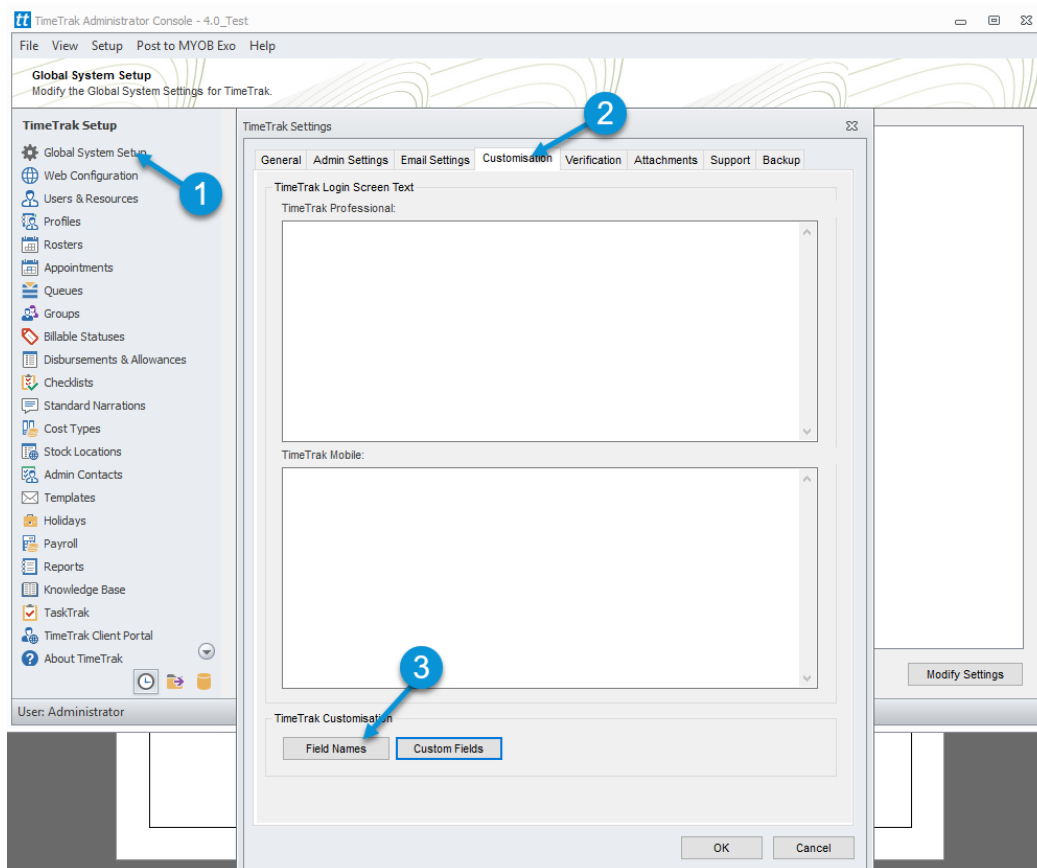 tt TimeTrak Administrator Console - 4.0_Test
File View Setup Post to MYOB Exo Help
Global System Setup
Modify the Global System Settings for TimeTrak.
TimeTrak Setup
Global System Setup
Web Configuration
Users & Resources
Profiles
Rosters
Appointments
Queues
Groups
Billable Statuses
Disbursements & Allowances
Checklists
Standard Narrations
Cost Types
Stock Locations
Admin Contacts
Templates
Holidays
Payroll
Reports
Knowledge Base
TaskTrak
TimeTrak Client Portal
About TimeTrak
User: Administrator
1
TimeTrak Settings
2
General Admin Settings Email Settings Customisation Verification Attachments Support Backup
TimeTrak Login Screen Text
TimeTrak Professional:
TimeTrak Mobile:
3
TimeTrak Customisation
Field Names Custom Fields
OK Cancel
Modify Settings